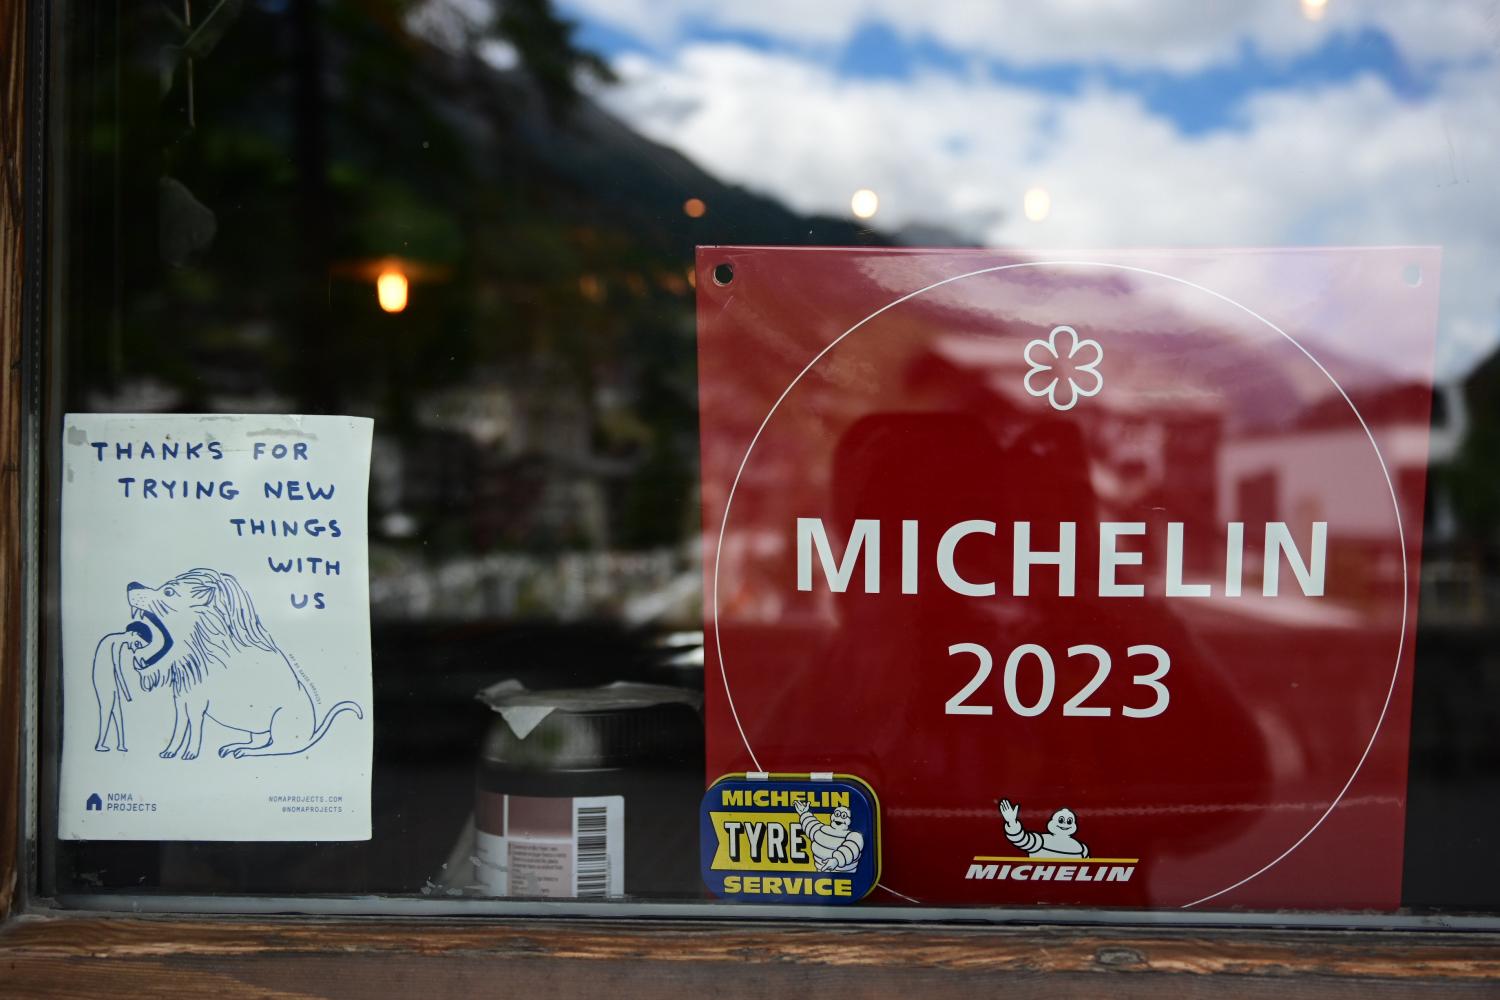 THANKS FOR
TRYING NEW
THINGS
WITH
US
NOMA
PROJECTS
NOMAPROJECTS.COM
@NOMAPROJECTS
MICHELIN
2023
MICHELIN
TYRE
SERVICE
MICHELIN